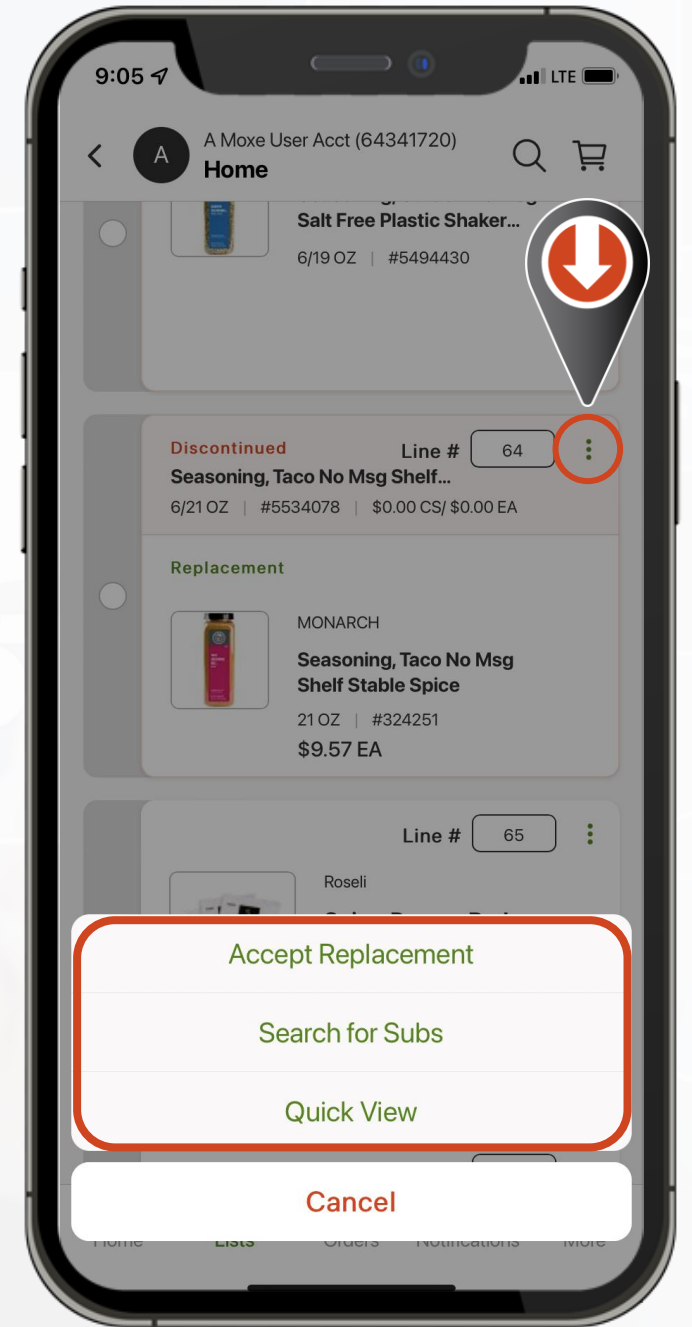 9:05
LTE
A
A Moxe User Acct (64341720)
Home
Salt Free Plastic Shaker...
6/19 OZ | #5494430
Discontinued
Line # 64
Seasoning, Taco No Msg Shelf...
6/21 OZ | #5534078 | $0.00 CS/ $0.00 EA
Replacement
MONARCH
Seasoning, Taco No Msg
Shelf Stable Spice
21 OZ | #324251
$9.57 EA
Line # 65
Roseli
Accept Replacement
Search for Subs
Quick View
Cancel
Home Lists Orders Notifications More